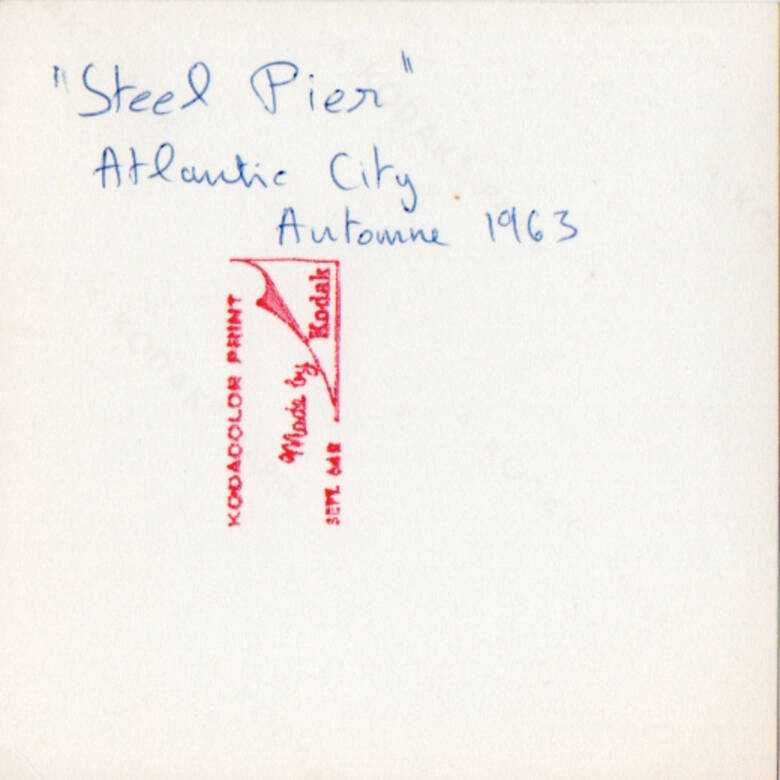 "Steel Pier"
Atlantic City
Automne 1963
KODACOLOR PRINT
Made by
Kodak
SEPT. 64R